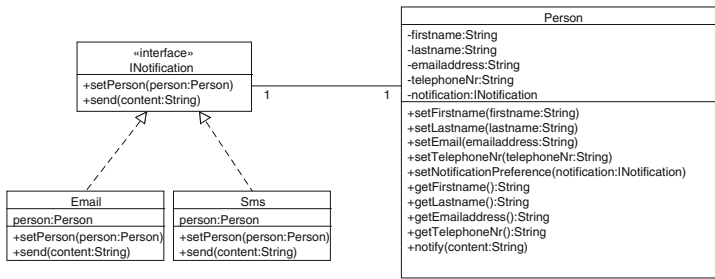 «interface»
INotification
+setPerson(person:Person)
+send(content:String)
1
1
Person
-firstname:String
-lastname:String
-emailaddress:String
-telephoneNr:String
-notification:INotification
+setFirstname(firstname:String)
+setLastname(lastname:String)
+setEmail(emailaddress:String)
+setTelephoneNr(telephoneNr:String)
+setNotificationPreference(notification:INotification)
+getFirstname():String
+getLastname():String
+getEmailaddress():String
+getTelephoneNr():String
+notify(content:String)
Email
person:Person
+setPerson(person:Person)
+send(content:String)
Sms
person:Person
+setPerson(person:Person)
+send(content:String)